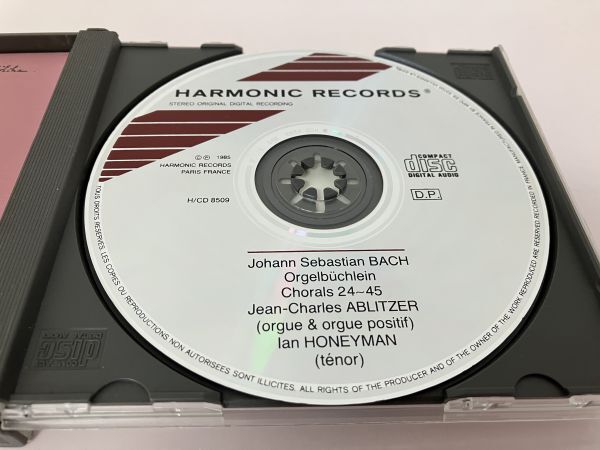 HARMONIC RECORDS®
STEREO ORIGINAL DIGITAL RECORDING
© ℗ 1985
HARMONIC RECORDS
PARIS FRANCE
H/CD 8509
COMPACT
disc
DIGITAL AUDIO
D.P.
Johann Sebastian BACH
Orgelbüchlein
Chorals 24~45
Jean-Charles ABLITZER
(orgue & orgue positif)
Ian HONEYMAN
(ténor)
TOUS DROITS RESERVES. LES COPIES OU REPRODUCTIONS NON AUTORISEES SONT ILLICITES. ALL RIGHTS OF THE PRODUCER AND OF THE OWNER OF THE WORK REPRODUCED ARE RESERVED